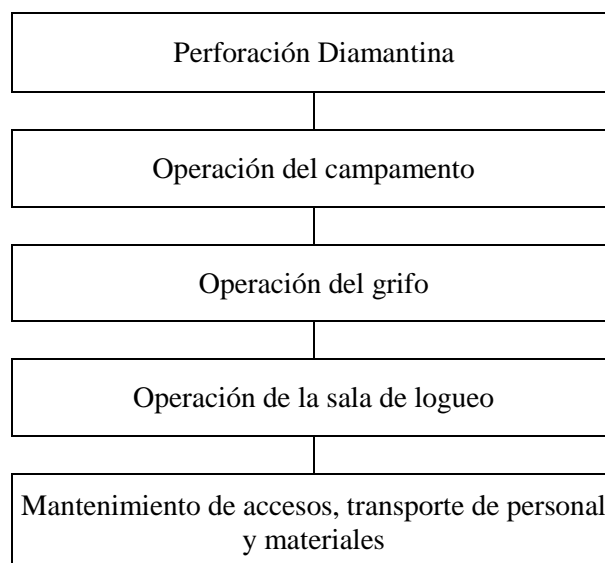 Perforación Diamantina
Operación del campamento
Operación del grifo
Operación de la sala de logueo
Mantenimiento de accesos, transporte de personal
y materiales